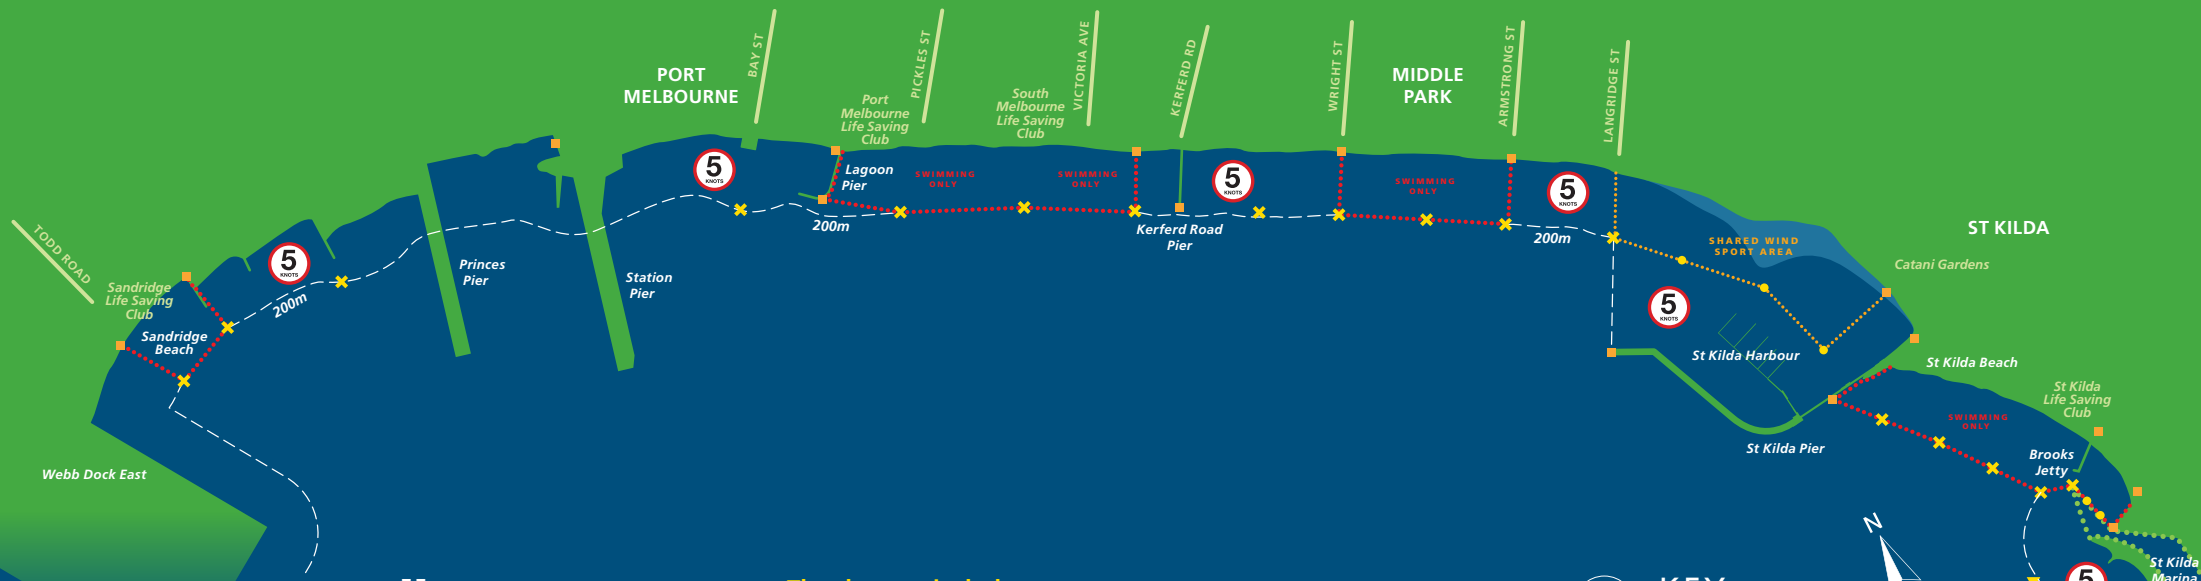 BAY ST
PICKLES ST
VICTORIA AVE
KERFERD RD
WRIGHT ST
ARMSTRONG ST
LANGRIDGE ST
TODD ROAD
PORT
MELBOURNE
MIDDLE
PARK
ST KILDA
Port
Melbourne
Life Saving
Club
South
Melbourne
Life Saving
Club
5
KNOTS
Lagoon
Pier
SWIMMING
ONLY
SWIMMING
ONLY
5
KNOTS
SWIMMING
ONLY
5
KNOTS
200m
Kerferd Road
Pier
200m
SHARED WIND
SPORT AREA
Catani Gardens
5
KNOTS
Princes
Pier
Station
Pier
Sandridge
Life Saving
Club
200m
Sandridge
Beach
5
KNOTS
St Kilda Harbour
St Kilda Beach
St Kilda
Life Saving
Club
SWIMMING
ONLY
St Kilda Pier
Brooks
Jetty
Webb Dock East
N
St Kilda
Marina
5
KEY